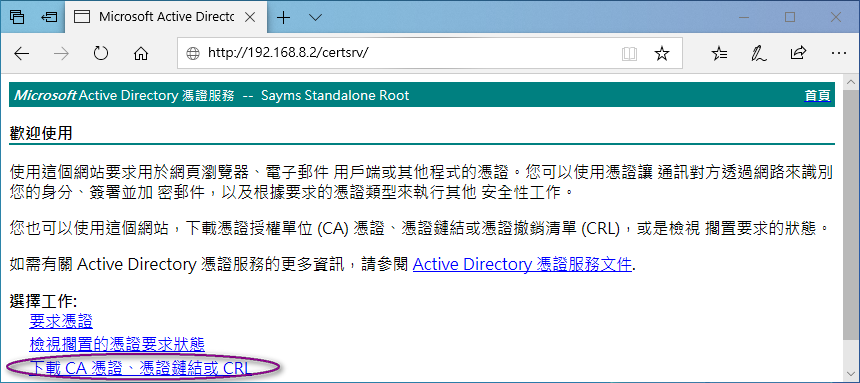 Microsoft Active Directo
http://192.168.8.2/certsrv/
Microsoft Active Directory 憑證服務 -- Sayms Standalone Root 首頁
歡迎使用
使用這個網站要求用於網頁瀏覽器、電子郵件 用戶端或其他程式的憑證。您可以使用憑證讓 通訊對方透過網路來識別
您的身分、簽署並加 密郵件，以及根據要求的憑證類型來執行其他 安全性工作。
您也可以使用這個網站，下載憑證授權單位 (CA) 憑證、憑證鏈結或憑證撤銷清單 (CRL)，或是檢視 擱置要求的狀態。
如需有關 Active Directory 憑證服務的更多資訊，請參閱 Active Directory 憑證服務文件.
選擇工作:
要求憑證
檢視擱置的憑證要求狀態
下載 CA 憑證、憑證鏈結或 CRL